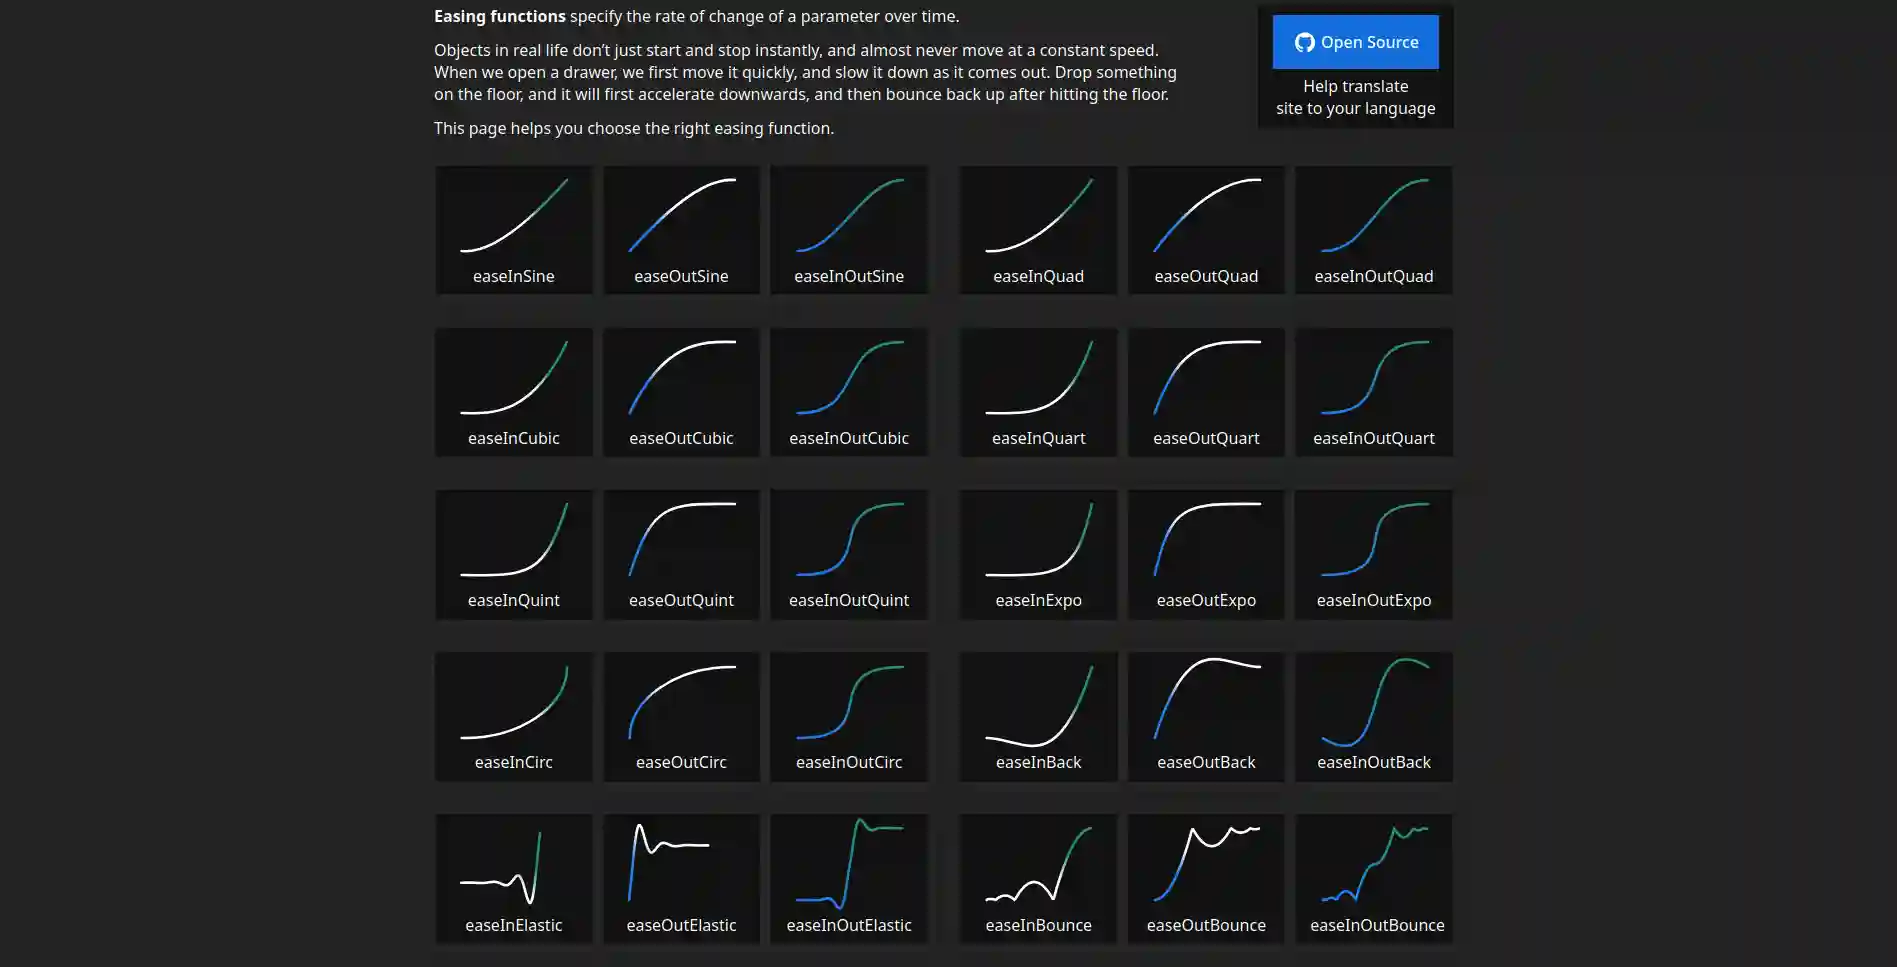 Easing functions specify the rate of change of a parameter over time.
Objects in real life don’t just start and stop instantly, and almost never move at a constant speed.
When we open a drawer, we first move it quickly, and slow it down as it comes out. Drop something
on the floor, and it will first accelerate downwards, and then bounce back up after hitting the floor.
This page helps you choose the right easing function.
Open Source
Help translate
site to your language
easeInSine
easeOutSine
easeInOutSine
easeInQuad
easeOutQuad
easeInOutQuad
easeInCubic
easeOutCubic
easeInOutCubic
easeInQuart
easeOutQuart
easeInOutQuart
easeInQuint
easeOutQuint
easeInOutQuint
easeInExpo
easeOutExpo
easeInOutExpo
easeInCirc
easeOutCirc
easeInOutCirc
easeInBack
easeOutBack
easeInOutBack
easeInElastic
easeOutElastic
easeInOutElastic
easeInBounce
easeOutBounce
easeInOutBounce